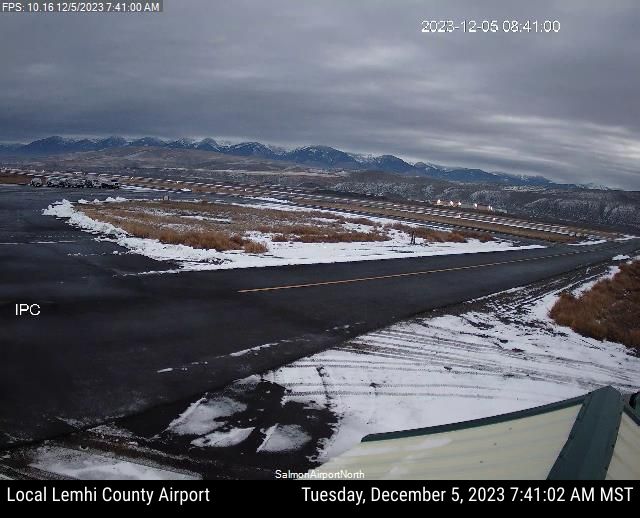 FPS: 10.16 12/5/2023 7:41:00 AM
2023-12-05 08:41:00
IPC
SalmonAirportNorth
Local Lemhi County Airport
Tuesday, December 5, 2023 7:41:02 AM MST